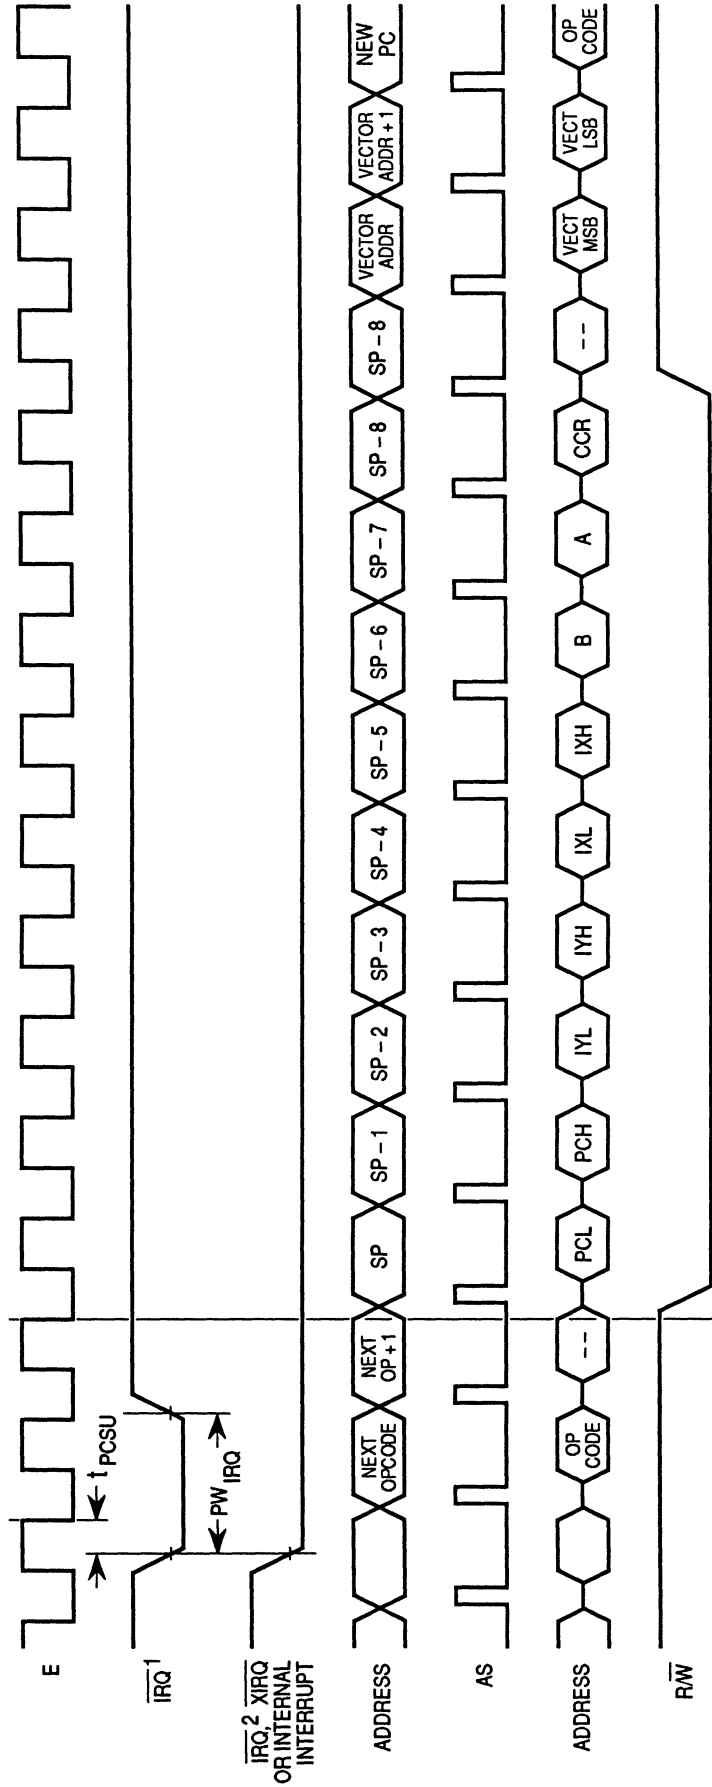 E
t PCSU
IRQ 1
PW IRQ
IRQ, 2 XIRQ
OR INTERNAL
INTERRUPT
ADDRESS
NEXT
OPCODE
NEXT
OP + 1
SP
SP – 1
SP – 2
SP – 3
SP – 4
SP – 5
SP – 6
SP – 7
SP – 8
SP – 8
VECTOR
ADDR
VECTOR
ADDR + 1
NEW
PC
AS
ADDRESS
OP
CODE
– –
PCL
PCH
IYL
IYH
IXL
IXH
B
A
CCR
– –
VECT
MSB
VECT
LSB
OP
CODE
R/W